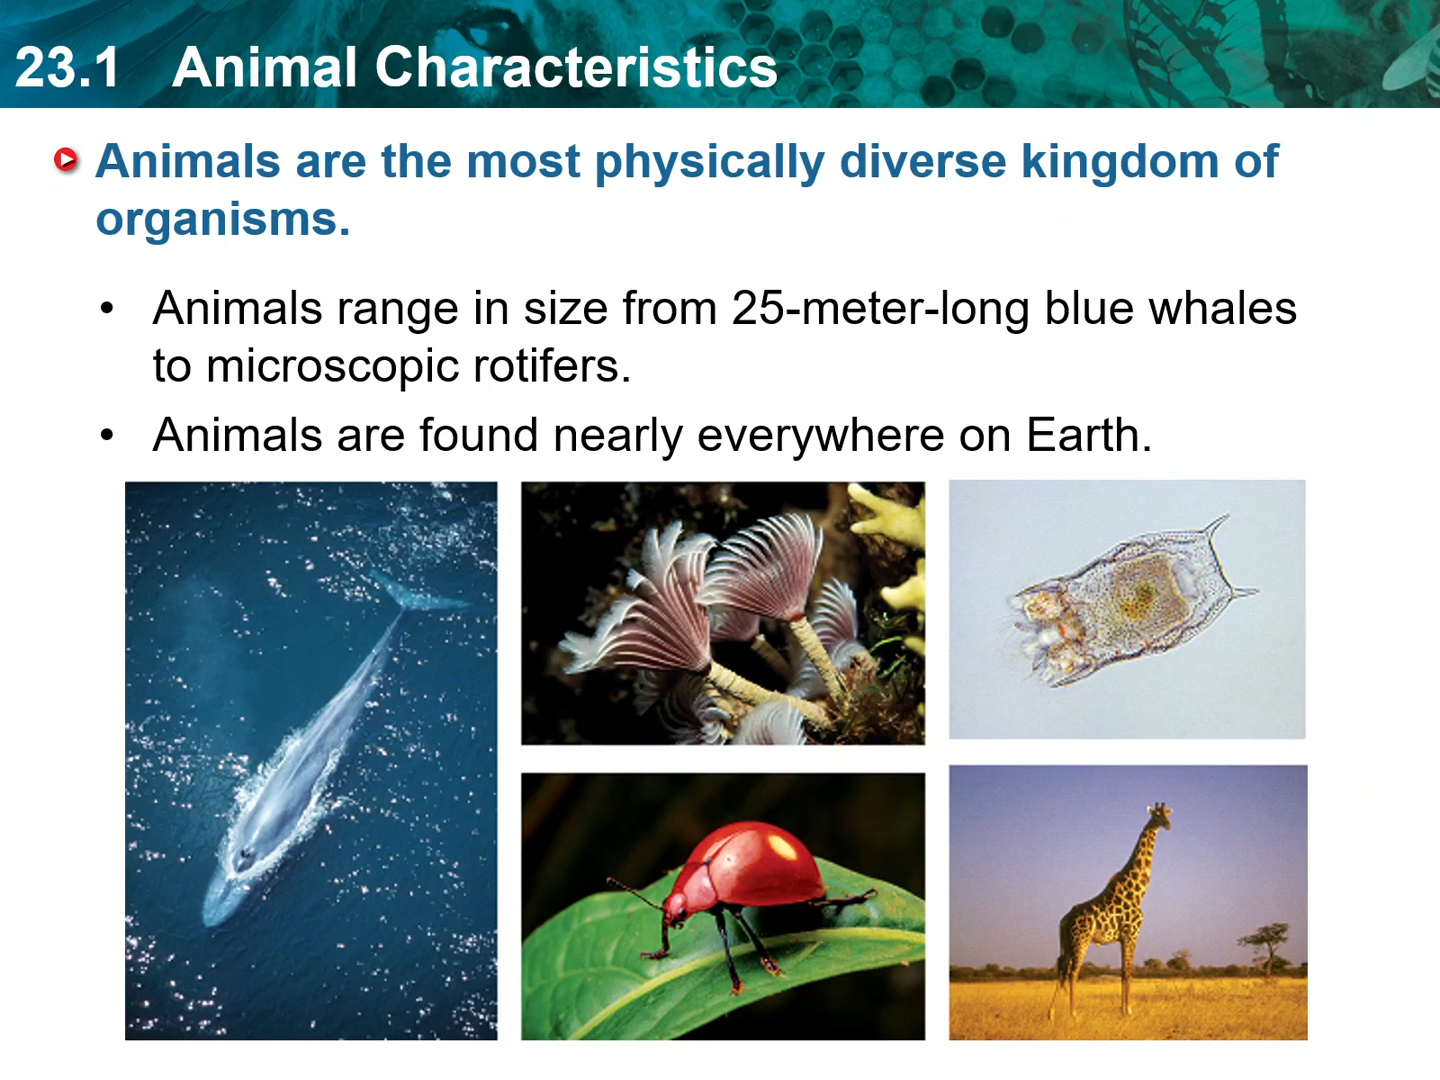 23.1 Animal Characteristics
Animals are the most physically diverse kingdom of
organisms.
• Animals range in size from 25-meter-long blue whales
to microscopic rotifers.
• Animals are found nearly everywhere on Earth.